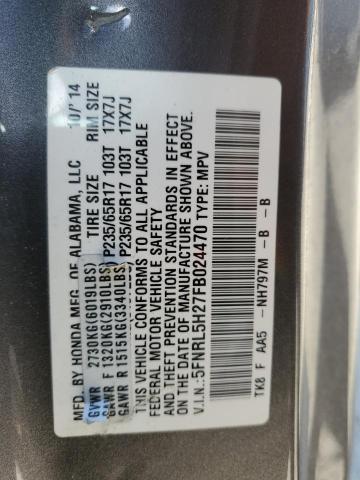 MFD. BY HONDA MFG. OF ALABAMA, LLC 10/'14
TIRE SIZE RIM SIZE
GVWR 2730KG(6019LBS)
GAWR F 1320KG(2910LBS) P235/65R17 103T 17X7J
GAWR R 1515KG(3340LBS) P235/65R17 103T 17X7J
THIS VEHICLE CONFORMS TO ALL APPLICABLE
FEDERAL MOTOR VEHICLE SAFETY
AND THEFT PREVENTION STANDARDS IN EFFECT
ON THE DATE OF MANUFACTURE SHOWN ABOVE.
V.I.N.: 5FNRL5H27FB024470 TYPE: MPV
TK8 F AA5- NH797M- B - B